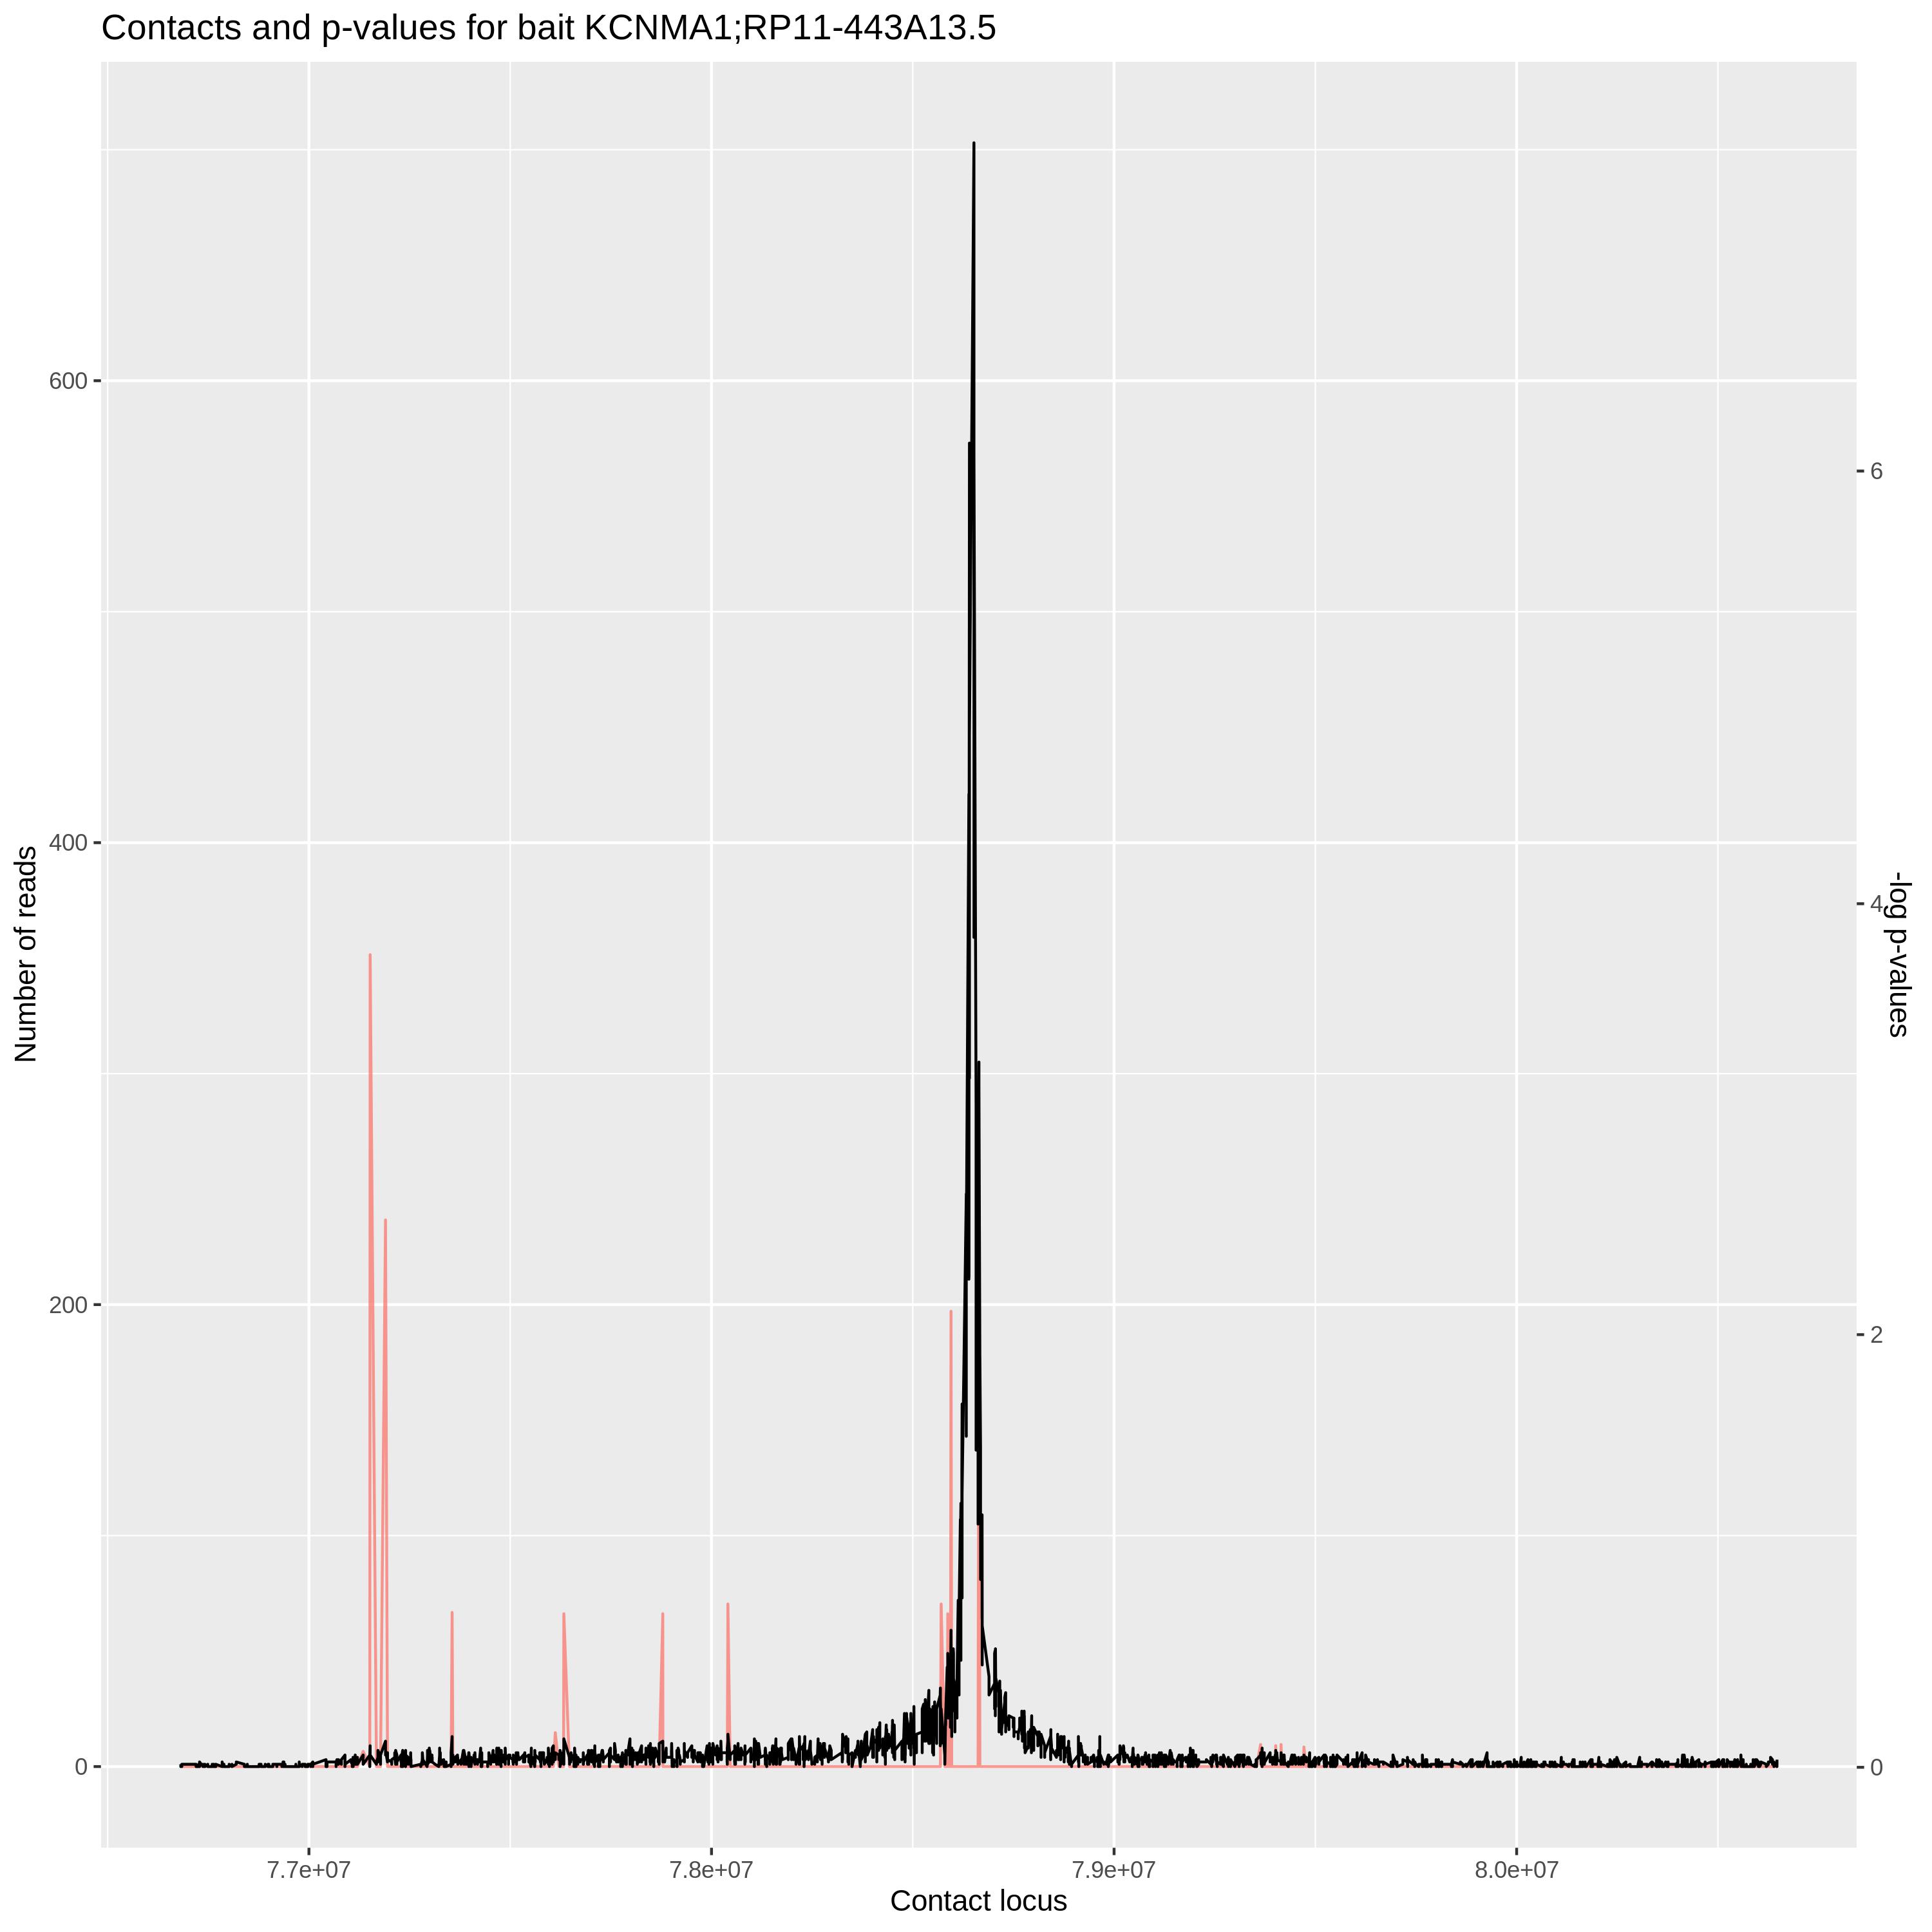 Contacts and p-values for bait KCNMA1;RP11-443A13.5
600
400
200
0
Number of reads
6
4
2
0
-log p-values
7.7e+07
7.8e+07
7.9e+07
8.0e+07
Contact locus